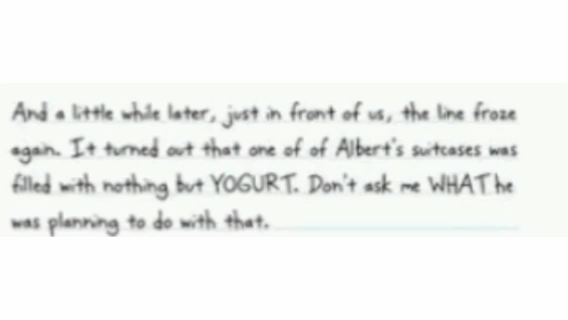 And a little while later, just in front of us, the line froze
again. It turned out that one of of Albert's suitcases was
filled with nothing but YOGURT. Don't ask me WHAT he
was planning to do with that.